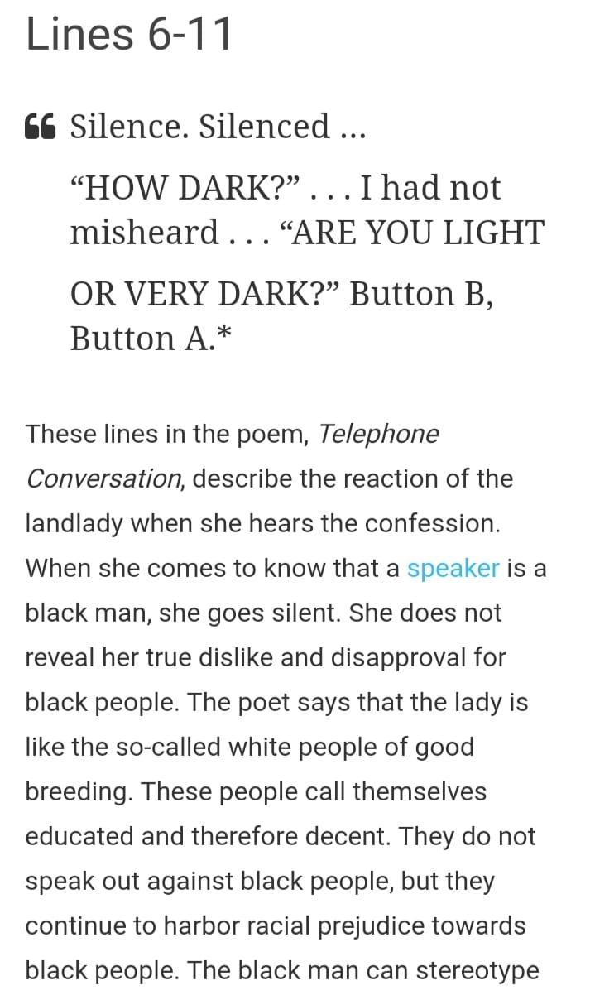 Lines 6-11
❝ Silence. Silenced ...
“HOW DARK?” . . . I had not
misheard . . . “ARE YOU LIGHT
OR VERY DARK?” Button B,
Button A.*
These lines in the poem, Telephone
Conversation, describe the reaction of the
landlady when she hears the confession.
When she comes to know that a speaker is a
black man, she goes silent. She does not
reveal her true dislike and disapproval for
black people. The poet says that the lady is
like the so-called white people of good
breeding. These people call themselves
educated and therefore decent. They do not
speak out against black people, but they
continue to harbor racial prejudice towards
black people. The black man can stereotype